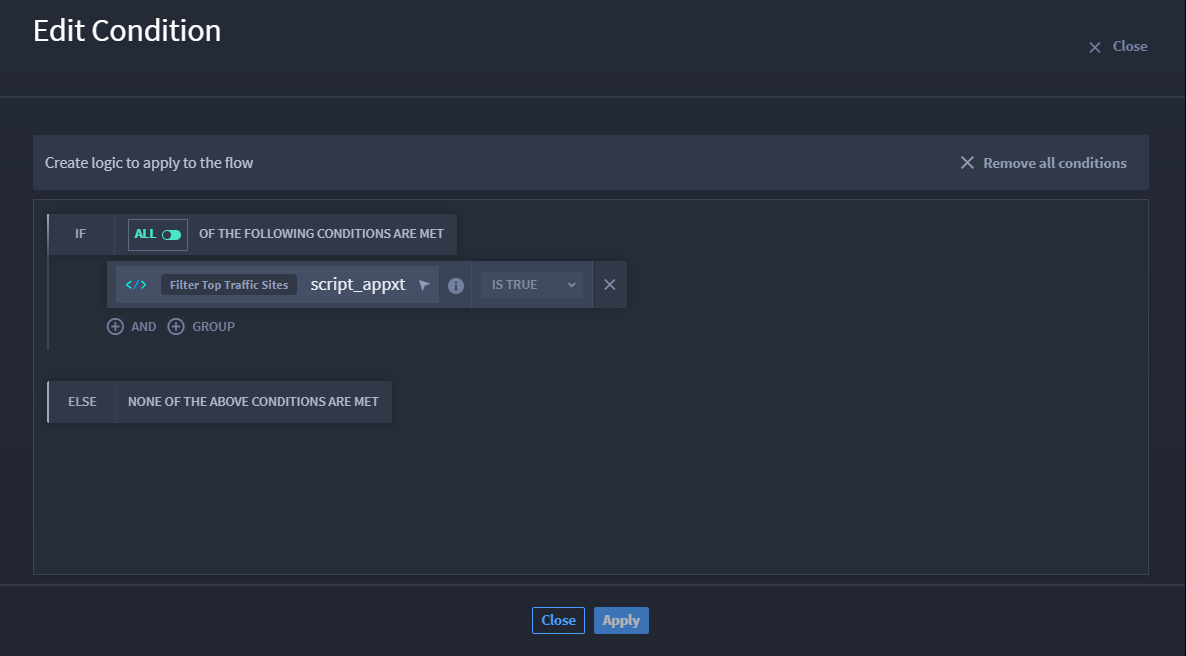 Edit Condition
Close
Create logic to apply to the flow
Remove all conditions
IF ALL OF THE FOLLOWING CONDITIONS ARE MET
</> Filter Top Traffic Sites script_appxt IS TRUE
AND GROUP
ELSE NONE OF THE ABOVE CONDITIONS ARE MET
Close Apply